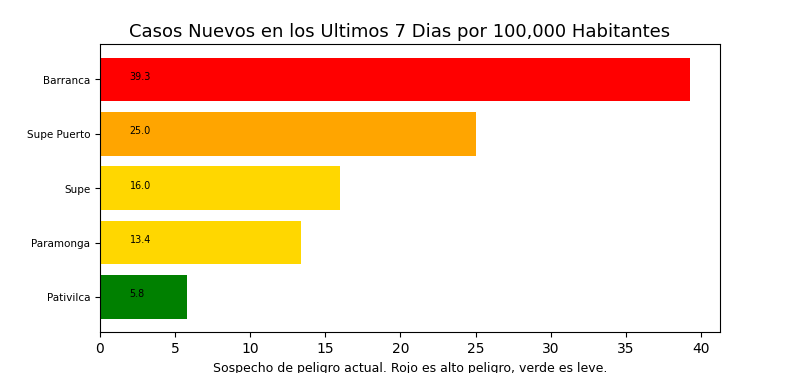 Casos Nuevos en los Ultimos 7 Dias por 100,000 Habitantes
Barranca 39.3
Supe Puerto 25.0
Supe 16.0
Paramonga 13.4
Pativilca 5.8
0 5 10 15 20 25 30 35 40
Sospecho de peligro actual. Rojo es alto peligro, verde es leve.